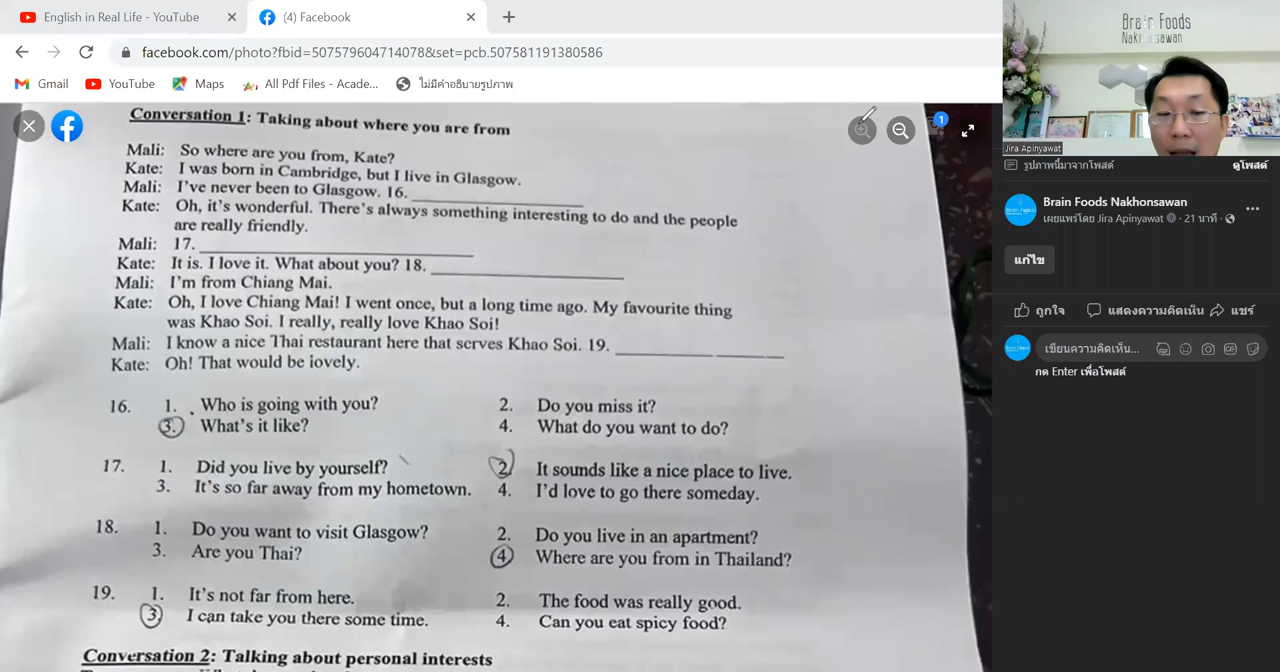 English in Real Life - YouTube
(4) Facebook
facebook.com/photo?fbid=507579604714078&set=pcb.507581191380586
Gmail YouTube Maps All Pdf Files - Acade... ไม่มีคำอธิบายรูปภาพ
Conversation 1: Taking about where you are from
Mali: So where are you from, Kate?
Kate: I was born in Cambridge, but I live in Glasgow.
Mali: I've never been to Glasgow. 16.
Kate: Oh, it's wonderful. There's always something interesting to do and the people
are really friendly.
Mali: 17.
Kate: It is. I love it. What about you? 18.
Mali: I'm from Chiang Mai.
Kate: Oh, I love Chiang Mai! I went once, but a long time ago. My favourite thing
was Khao Soi. I really, really love Khao Soi!
Mali: I know a nice Thai restaurant here that serves Khao Soi. 19.
Kate: Oh! That would be lovely.
16. 1. Who is going with you? 2. Do you miss it?
3. What's it like? 4. What do you want to do?
17. 1. Did you live by yourself? 2. It sounds like a nice place to live.
3. It's so far away from my hometown. 4. I'd love to go there someday.
18. 1. Do you want to visit Glasgow? 2. Do you live in an apartment?
3. Are you Thai? 4 Where are you from in Thailand?
19. 1. It's not far from here. 2. The food was really good.
3 I can take you there some time. 4. Can you eat spicy food?
Conversation 2: Talking about personal interests
Brain Foods
Nakhonsawan
Jira Apinyawat
1
รูปภาพนี้มาจากโพสต์ ดูโพสต์
Brain Foods Nakhonsawan
เผยแพร่โดย Jira Apinyawat · 21 นาที ·
แก้ไข
ถูกใจ แสดงความคิดเห็น แชร์
เขียนความคิดเห็น...
กด Enter เพื่อโพสต์